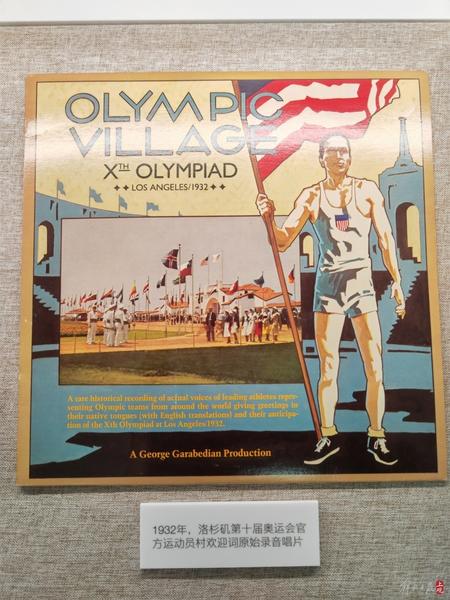 OLYMPIC
VILLAGE
XTH OLYMPIAD
LOS ANGELES/1932
A rare historical recording of actual voices of leading athletes repre-
senting Olympic teams from around the world giving greetings in
their native tongues (with English translations) and their anticipa-
tion of the Xth Olympiad at Los Angeles/1932.
A George Garabedian Production
1932年，洛杉矶第十届奥运会官
方运动员村欢迎词原始录音唱片